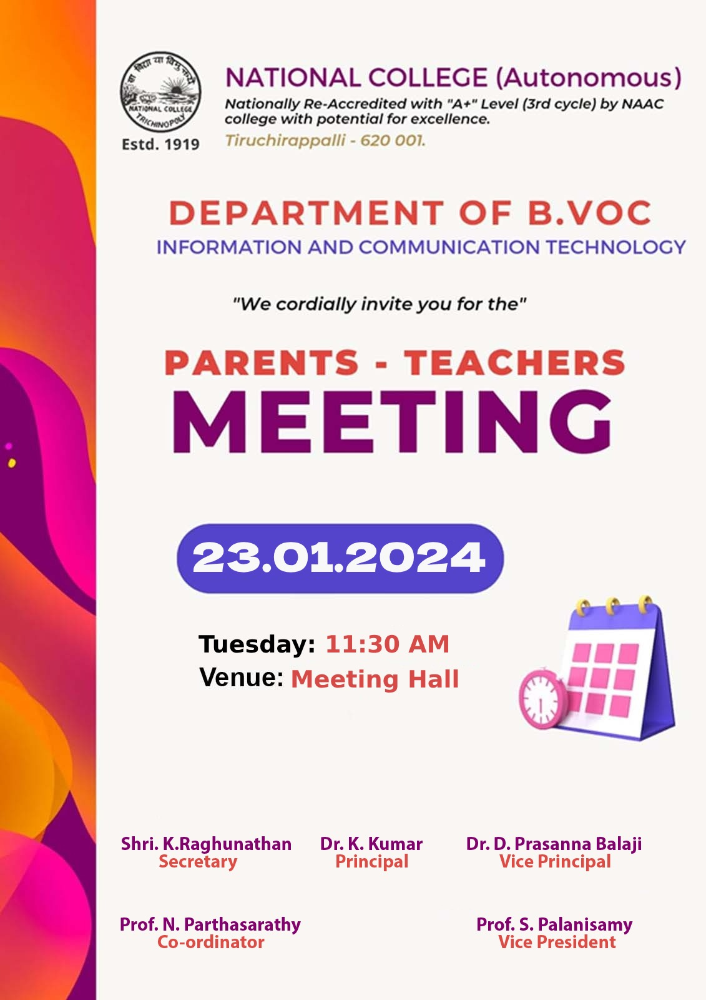 वा विद्या या विमुक्तये
NATIONAL COLLEGE
TRICHINOPOLY
Estd. 1919
NATIONAL COLLEGE (Autonomous)
Nationally Re-Accredited with "A+" Level (3rd cycle) by NAAC
college with potential for excellence.
Tiruchirappalli - 620 001.
DEPARTMENT OF B.VOC
INFORMATION AND COMMUNICATION TECHNOLOGY
"We cordially invite you for the"
PARENTS - TEACHERS
MEETING
23.01.2024
Tuesday: 11:30 AM
Venue: Meeting Hall
Shri. K.Raghunathan
Secretary
Dr. K. Kumar
Principal
Dr. D. Prasanna Balaji
Vice Principal
Prof. N. Parthasarathy
Co-ordinator
Prof. S. Palanisamy
Vice President